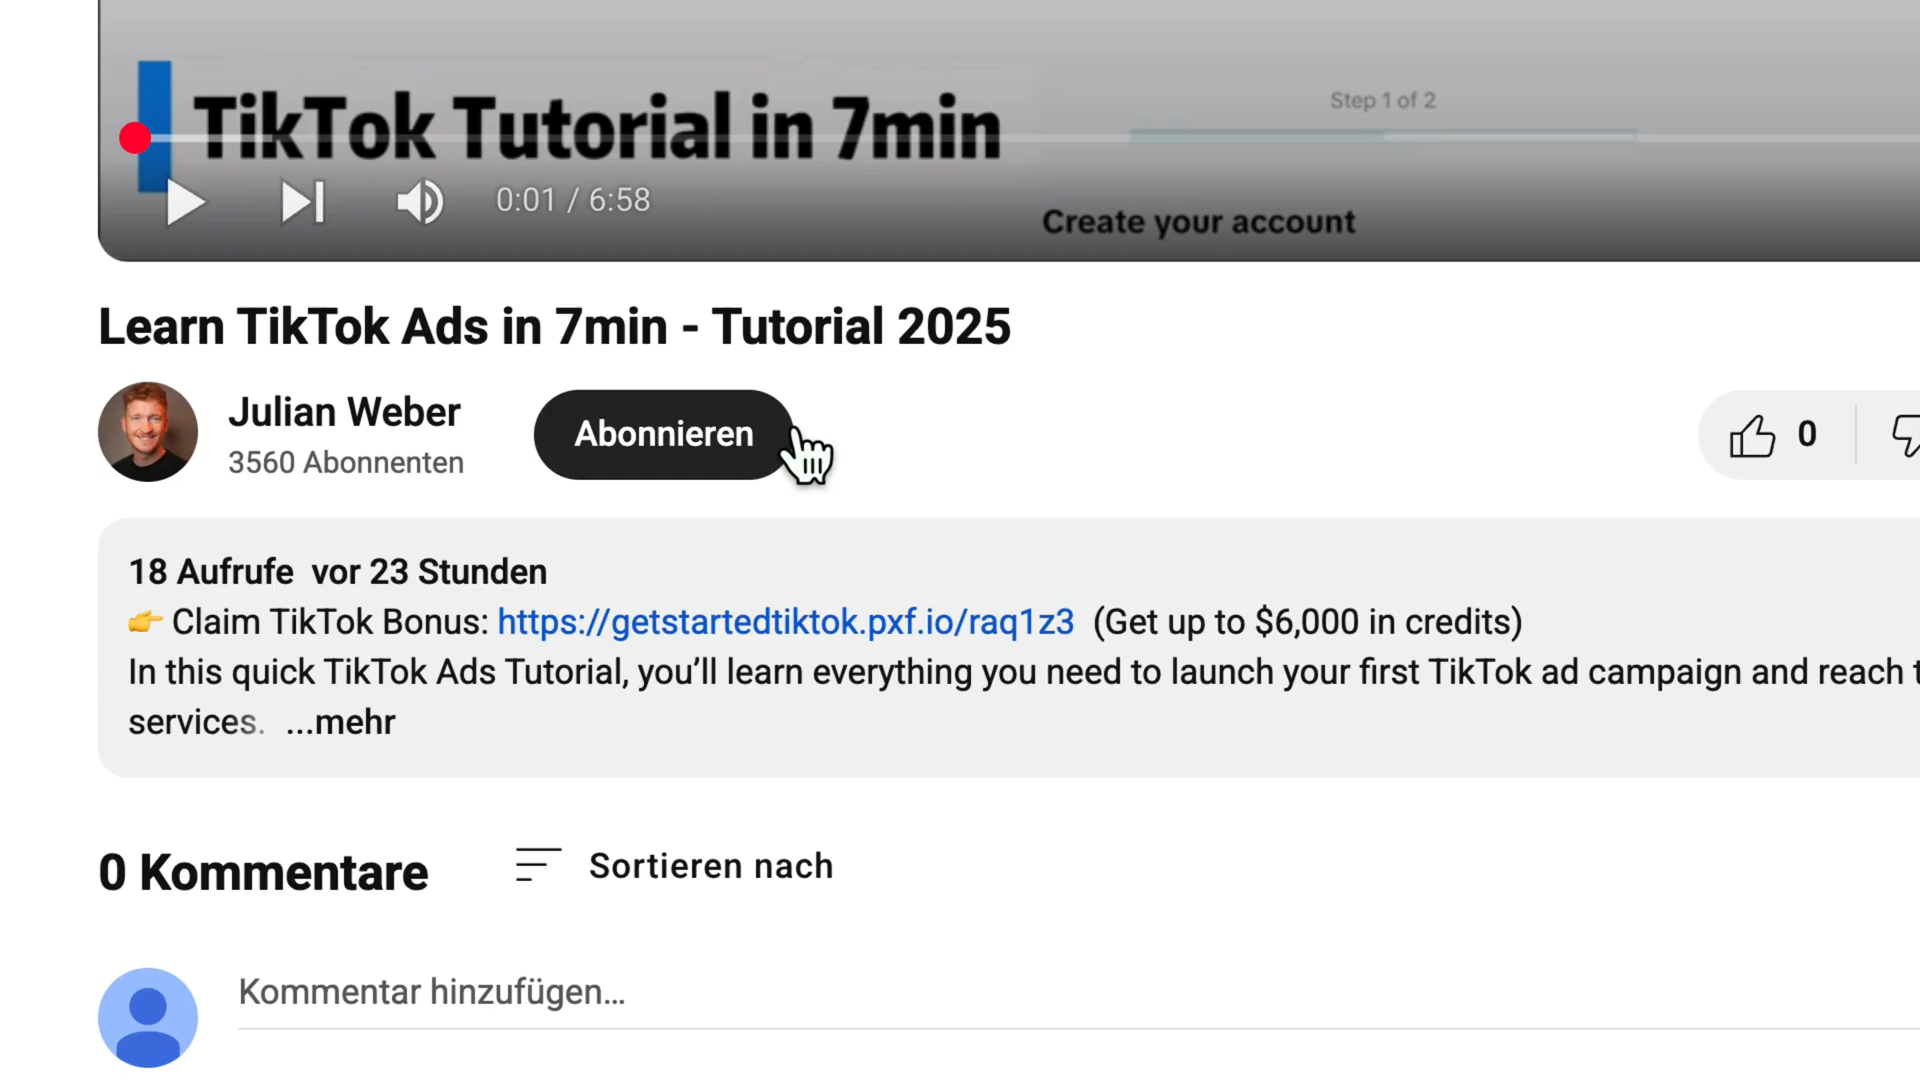 TikTok Tutorial in 7min
Step 1 of 2
0:01 / 6:58
Create your account
Learn TikTok Ads in 7min - Tutorial 2025
Julian Weber
3560 Abonnenten
Abonnieren
0
18 Aufrufe vor 23 Stunden
👉 Claim TikTok Bonus: https://getstartedtiktok.pxf.io/raq1z3 (Get up to $6,000 in credits)
In this quick TikTok Ads Tutorial, you’ll learn everything you need to launch your first TikTok ad campaign and reach
services. ...mehr
0 Kommentare
Sortieren nach
Kommentar hinzufügen...